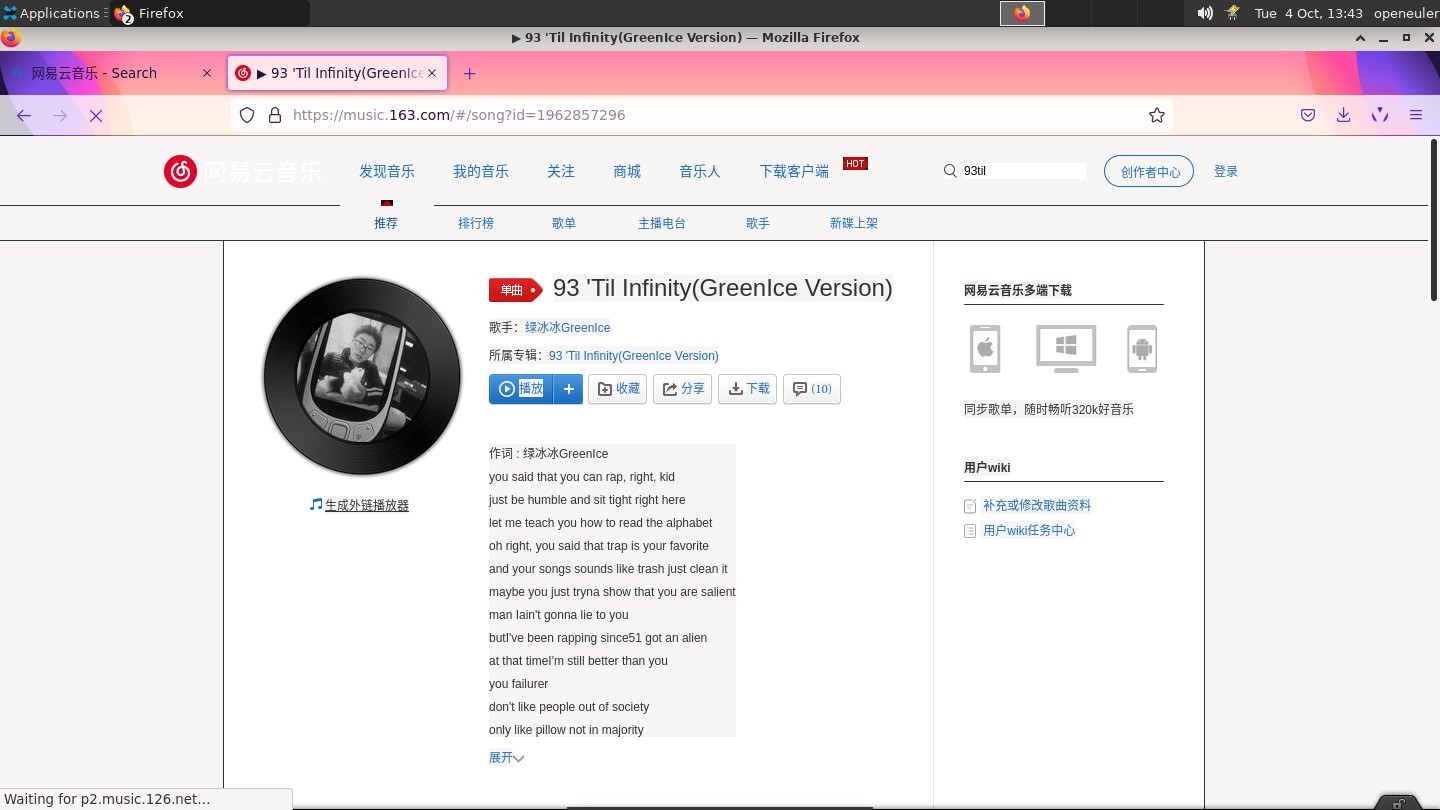 Applications
2 Firefox
Tue 4 Oct, 13:43 openeuler
▶ 93 'Til Infinity(GreenIce Version) — Mozilla Firefox
网易云音乐 - Search
▶ 93 'Til Infinity(GreenIce
https://music.163.com/#/song?id=1962857296
网易云音乐
发现音乐 我的音乐 关注 商城 音乐人 下载客户端 HOT
93til
创作者中心 登录
推荐 排行榜 歌单 主播电台 歌手 新碟上架
单曲 93 'Til Infinity(GreenIce Version)
歌手：绿冰冰GreenIce
所属专辑：93 'Til Infinity(GreenIce Version)
播放 + 收藏 分享 下载 (10)
作词 : 绿冰冰GreenIce
you said that you can rap, right, kid
just be humble and sit tight right here
let me teach you how to read the alphabet
oh right, you said that trap is your favorite
and your songs sounds like trash just clean it
maybe you just tryna show that you are salient
man Iain't gonna lie to you
butI've been rapping since51 got an alien
at that timeI'm still better than you
you failurer
don't like people out of society
only like pillow not in majority
展开
生成外链播放器
网易云音乐多端下载
同步歌单，随时畅听320k好音乐
用户wiki
补充或修改歌曲资料
用户wiki任务中心
Waiting for p2.music.126.net…